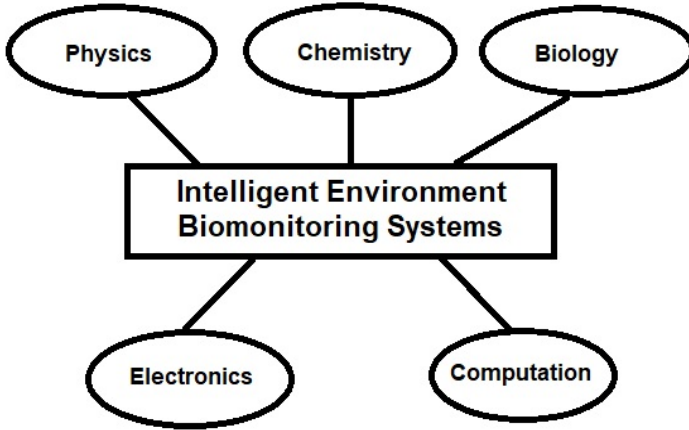 Physics
Chemistry
Biology
Intelligent Environment
Biomonitoring Systems
Electronics
Computation